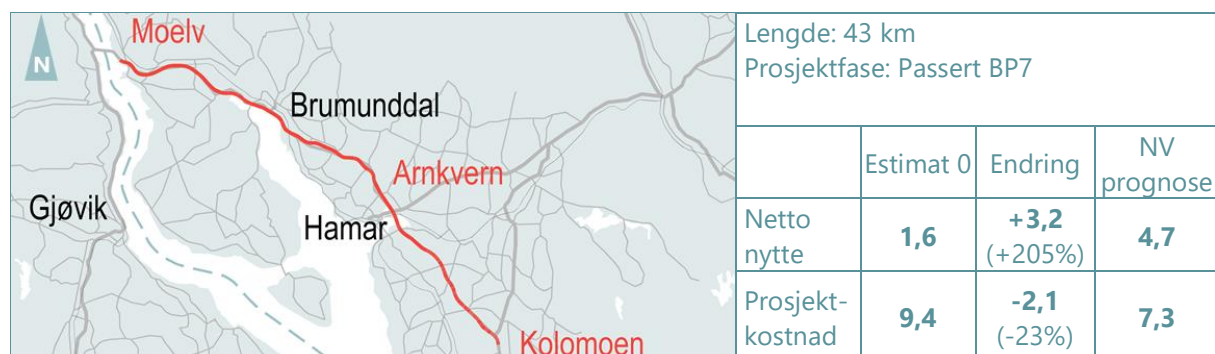 Moelv
N
Brumunddal
Arnkvern
Gjøvik
Hamar
Kolomoen
Lengde: 43 km
Prosjektfase: Passert BP7
Estimat 0 Endring NV
prognose
Netto
nytte 1,6 +3,2
(+205%) 4,7
Prosjekt-
kostnad 9,4 -2,1
(-23%) 7,3